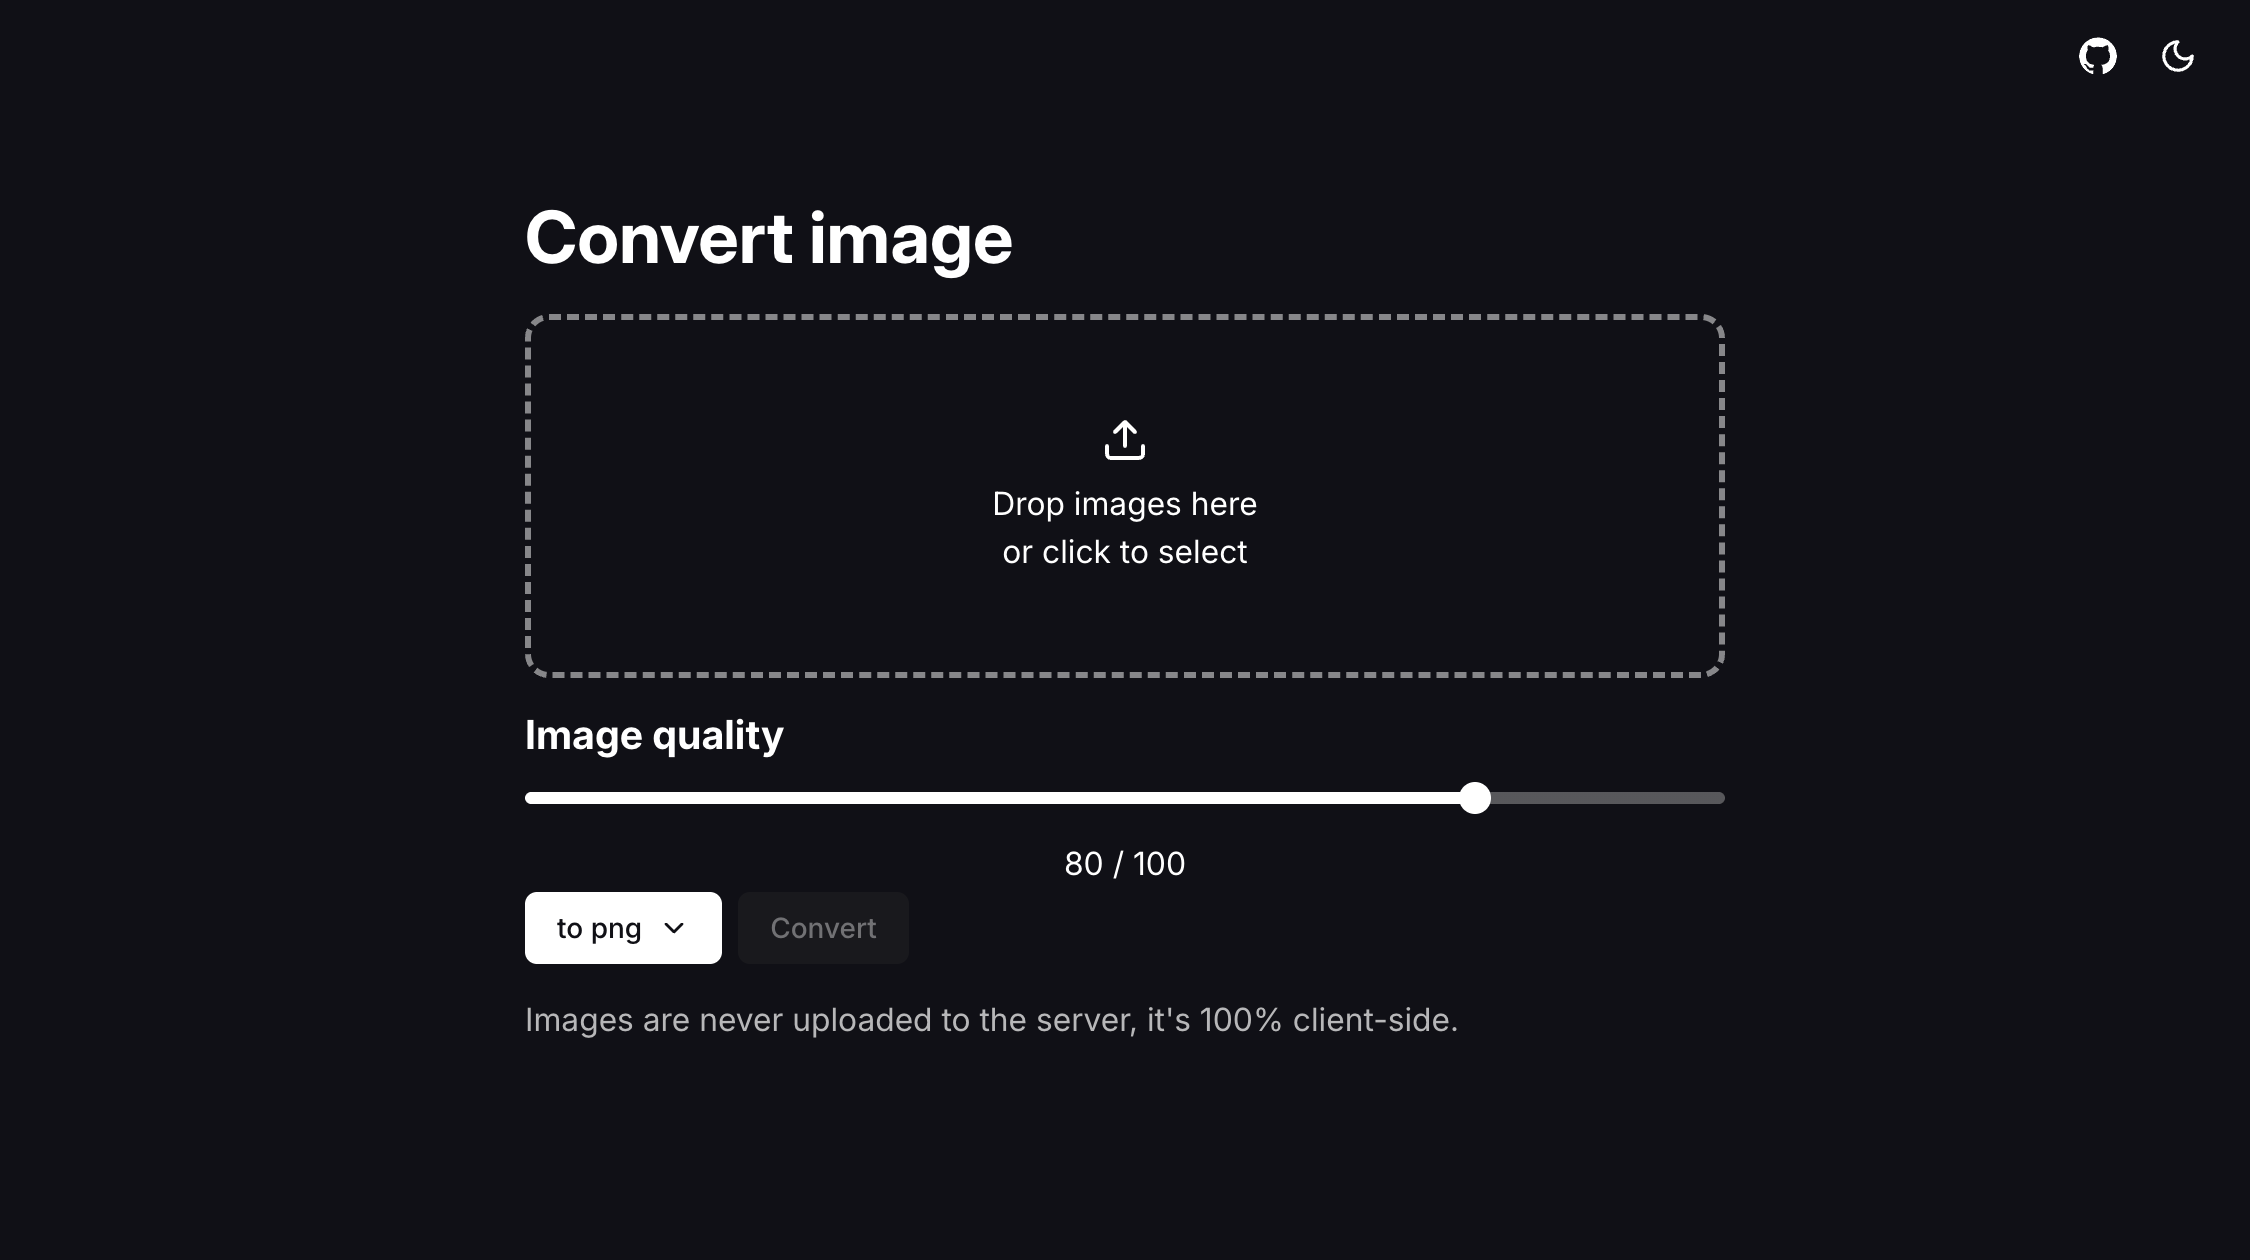 Convert image
Drop images here
or click to select
Image quality
80 / 100
to png
Convert
Images are never uploaded to the server, it's 100% client-side.